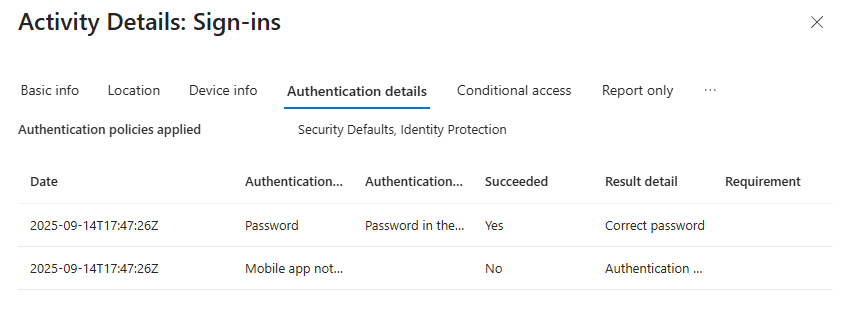 Activity Details: Sign-ins
Basic info Location Device info Authentication details Conditional access Report only ...
Authentication policies applied Security Defaults, Identity Protection
Date Authentication... Authentication... Succeeded Result detail Requirement
2025-09-14T17:47:26Z Password Password in the... Yes Correct password
2025-09-14T17:47:26Z Mobile app not... No Authentication ...